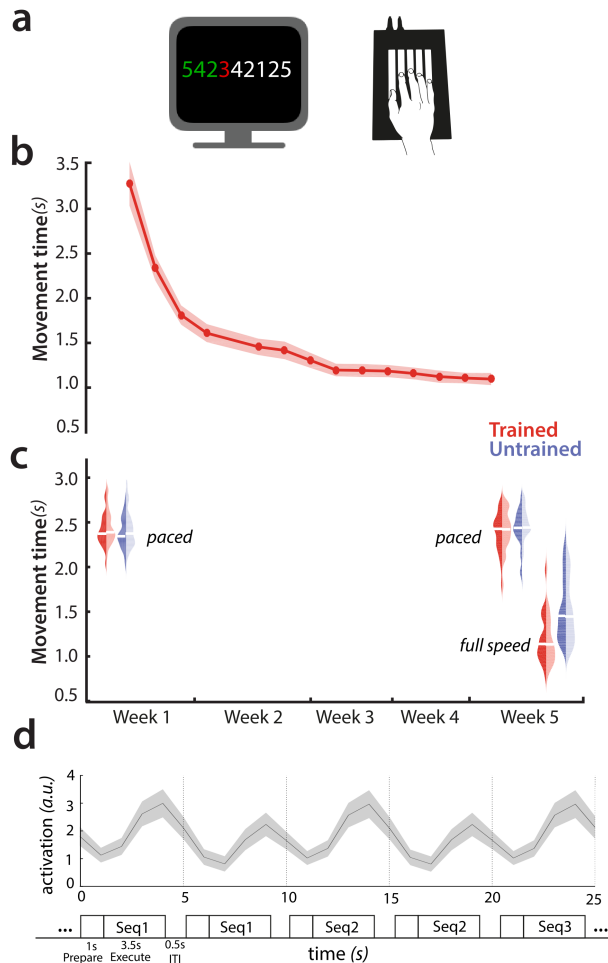 a
542342125
b
3.5
3.0
2.5
2.0
1.5
1.0
0.5
Movement time(s)
Trained
Untrained
c
3.0
2.5
2.0
1.5
1.0
0.5
Movement time(s)
paced
paced
full speed
Week 1 Week 2 Week 3 Week 4 Week 5
d
4
3
2
1
0
activation (a.u.)
0 5 10 15 20 25
... Seq1 Seq1 Seq2 Seq2 Seq3 ...
1s 3.5s 0.5s
Prepare Execute ITI
time (s)